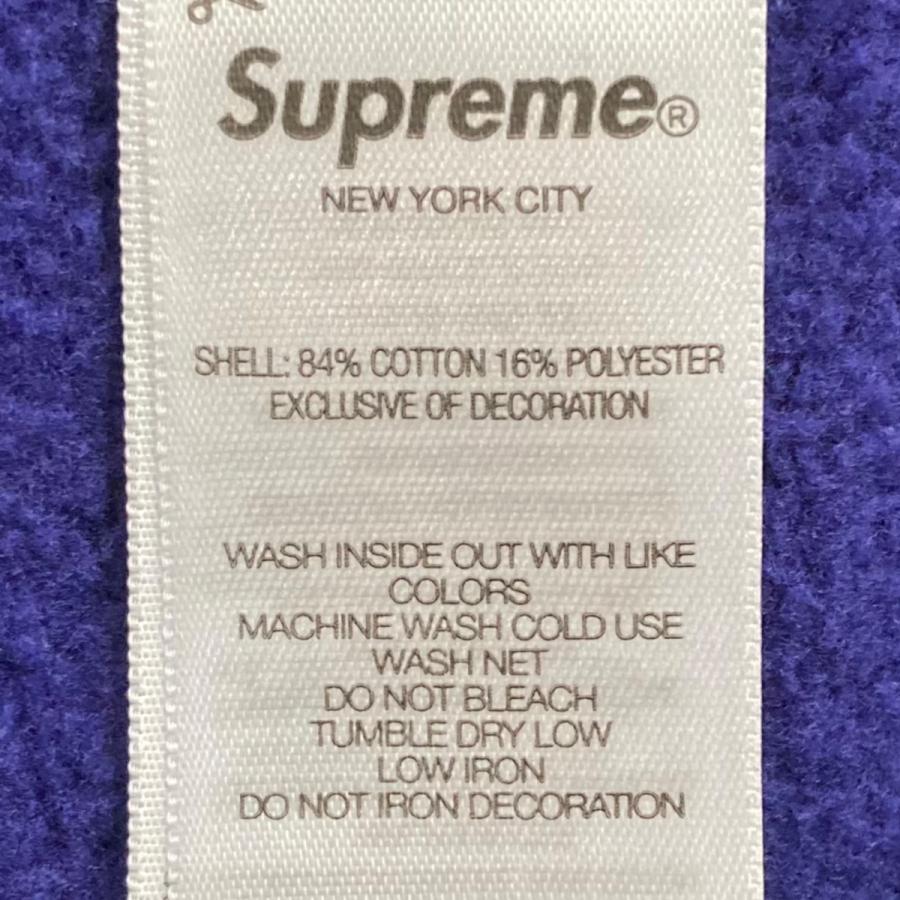 Supreme®
NEW YORK CITY
SHELL: 84% COTTON 16% POLYESTER
EXCLUSIVE OF DECORATION
WASH INSIDE OUT WITH LIKE
COLORS
MACHINE WASH COLD USE
WASH NET
DO NOT BLEACH
TUMBLE DRY LOW
LOW IRON
DO NOT IRON DECORATION